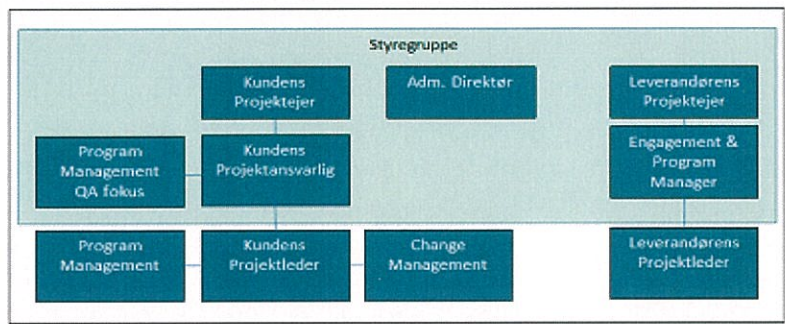 Styregruppe
Kundens
Projektejer
Adm. Direktør
Leverandørens
Projektejer
Program
Management
QA fokus
Kundens
Projektansvarlig
Engagement &
Program
Manager
Program
Management
Kundens
Projektleder
Change
Management
Leverandørens
Projektleder